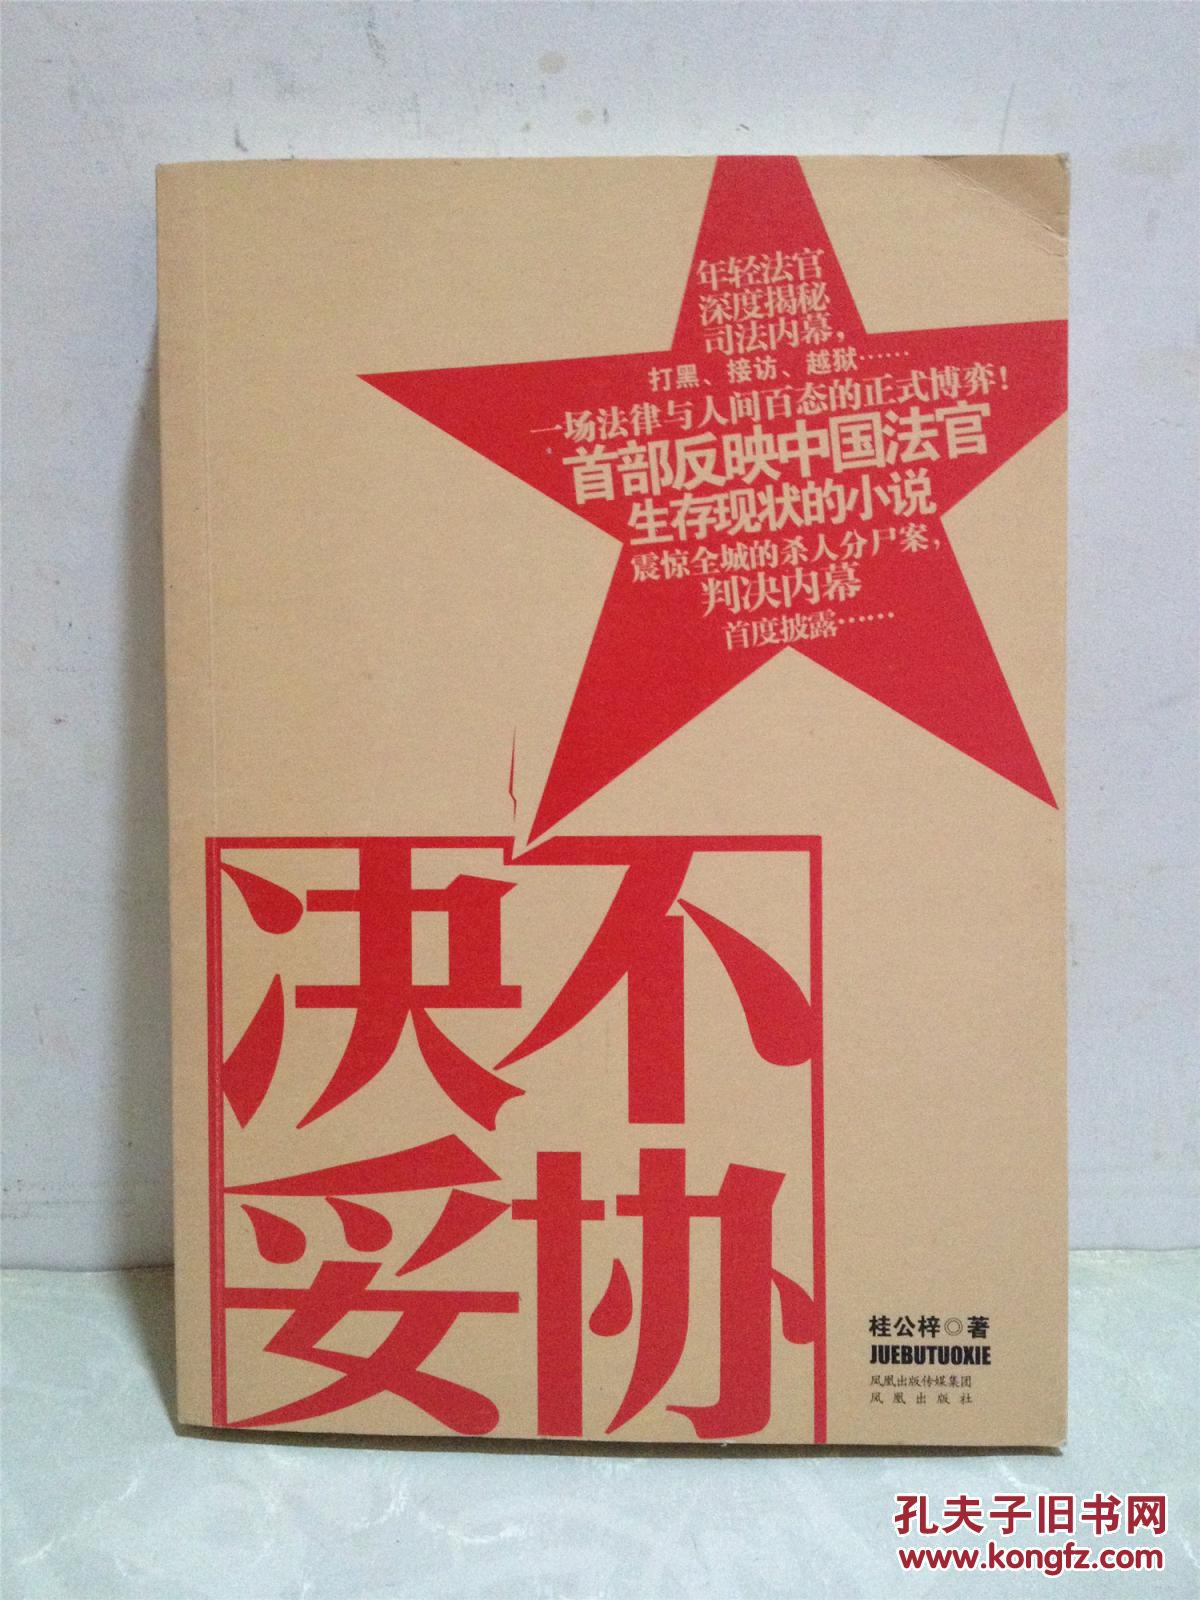 年轻法官
深度揭秘
司法内幕，
打黑、接访、越狱……
一场法律与人间百态的正式博弈！
首部反映中国法官
生存现状的小说
震惊全城的杀人分尸案，
判决内幕
首度披露……
决不
妥协
桂公梓◎著
JUEBUTUOXIE
凤凰出版传媒集团
凤凰出版社
孔夫子旧书网
www.kongfz.com